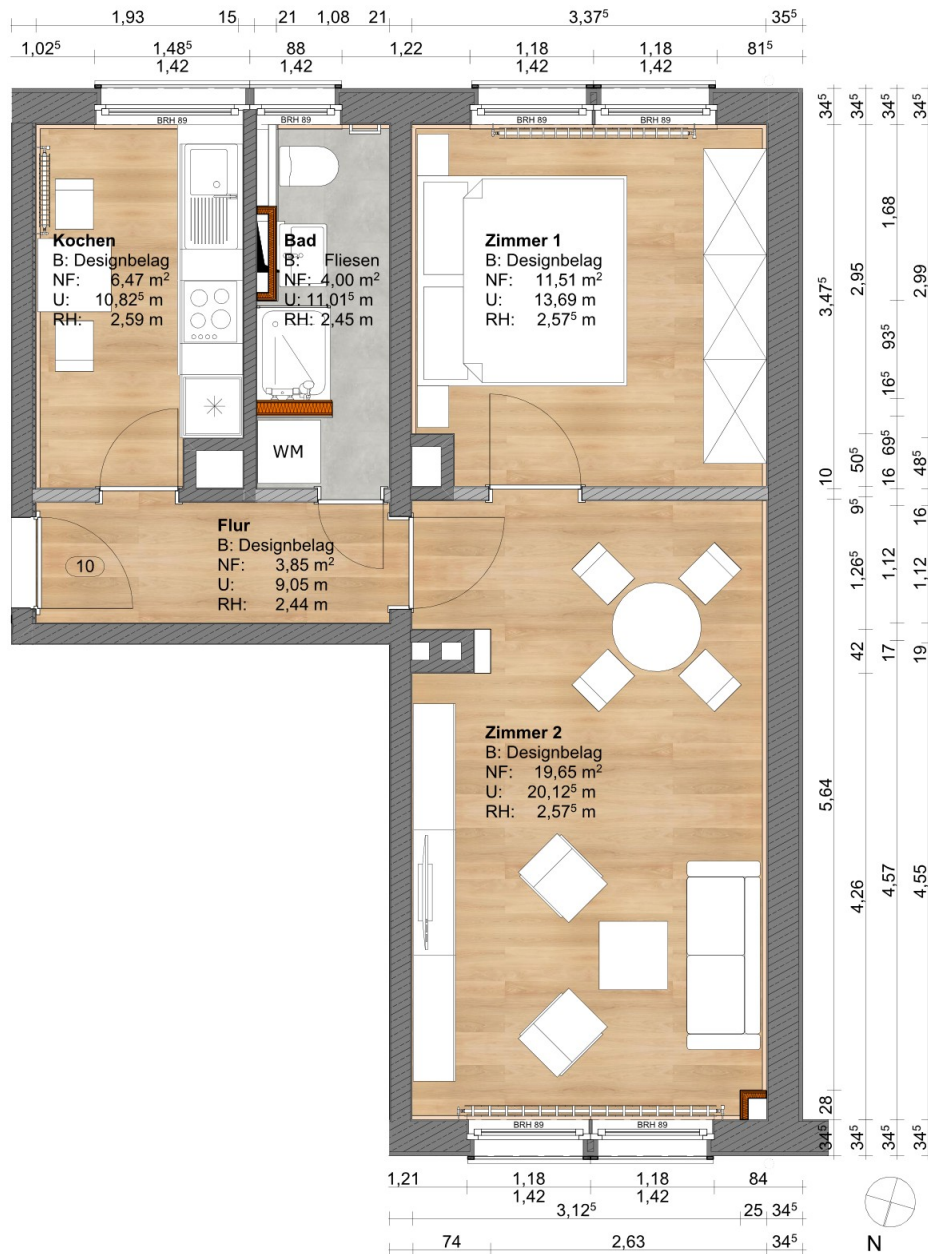 1,93 15 21 1,08 21 3,37⁵ 35⁵
1,02⁵ 1,48⁵ 88 1,22 1,18 1,18 81⁵
1,42 1,42 1,42 1,42
BRH 89 BRH 89 BRH 89 BRH 89
34⁵ 34⁵ 34⁵ 34⁵
Kochen
B: Designbelag
NF: 6,47 m²
U: 10,82⁵ m
RH: 2,59 m
Bad
B: Fliesen
NF: 4,00 m²
U: 11,01⁵ m
RH: 2,45 m
WM
Zimmer 1
B: Designbelag
NF: 11,51 m²
U: 13,69 m
RH: 2,57⁵ m
Flur
B: Designbelag
NF: 3,85 m²
U: 9,05 m
RH: 2,44 m
10
Zimmer 2
B: Designbelag
NF: 19,65 m²
U: 20,12⁵ m
RH: 2,57⁵ m
3,47⁵
10
5,64
34⁵
2,95
50⁵
9⁵
1,26⁵
42
4,26
28
34⁵
1,68
93⁵
16⁵
69⁵
16
1,12
17
4,57
34⁵
2,99
48⁵
16
1,12
19
4,55
34⁵
BRH 89 BRH 89
1,21 1,18 1,18 84
1,42 1,42
3,12⁵ 25 34⁵
74 2,63 34⁵
N